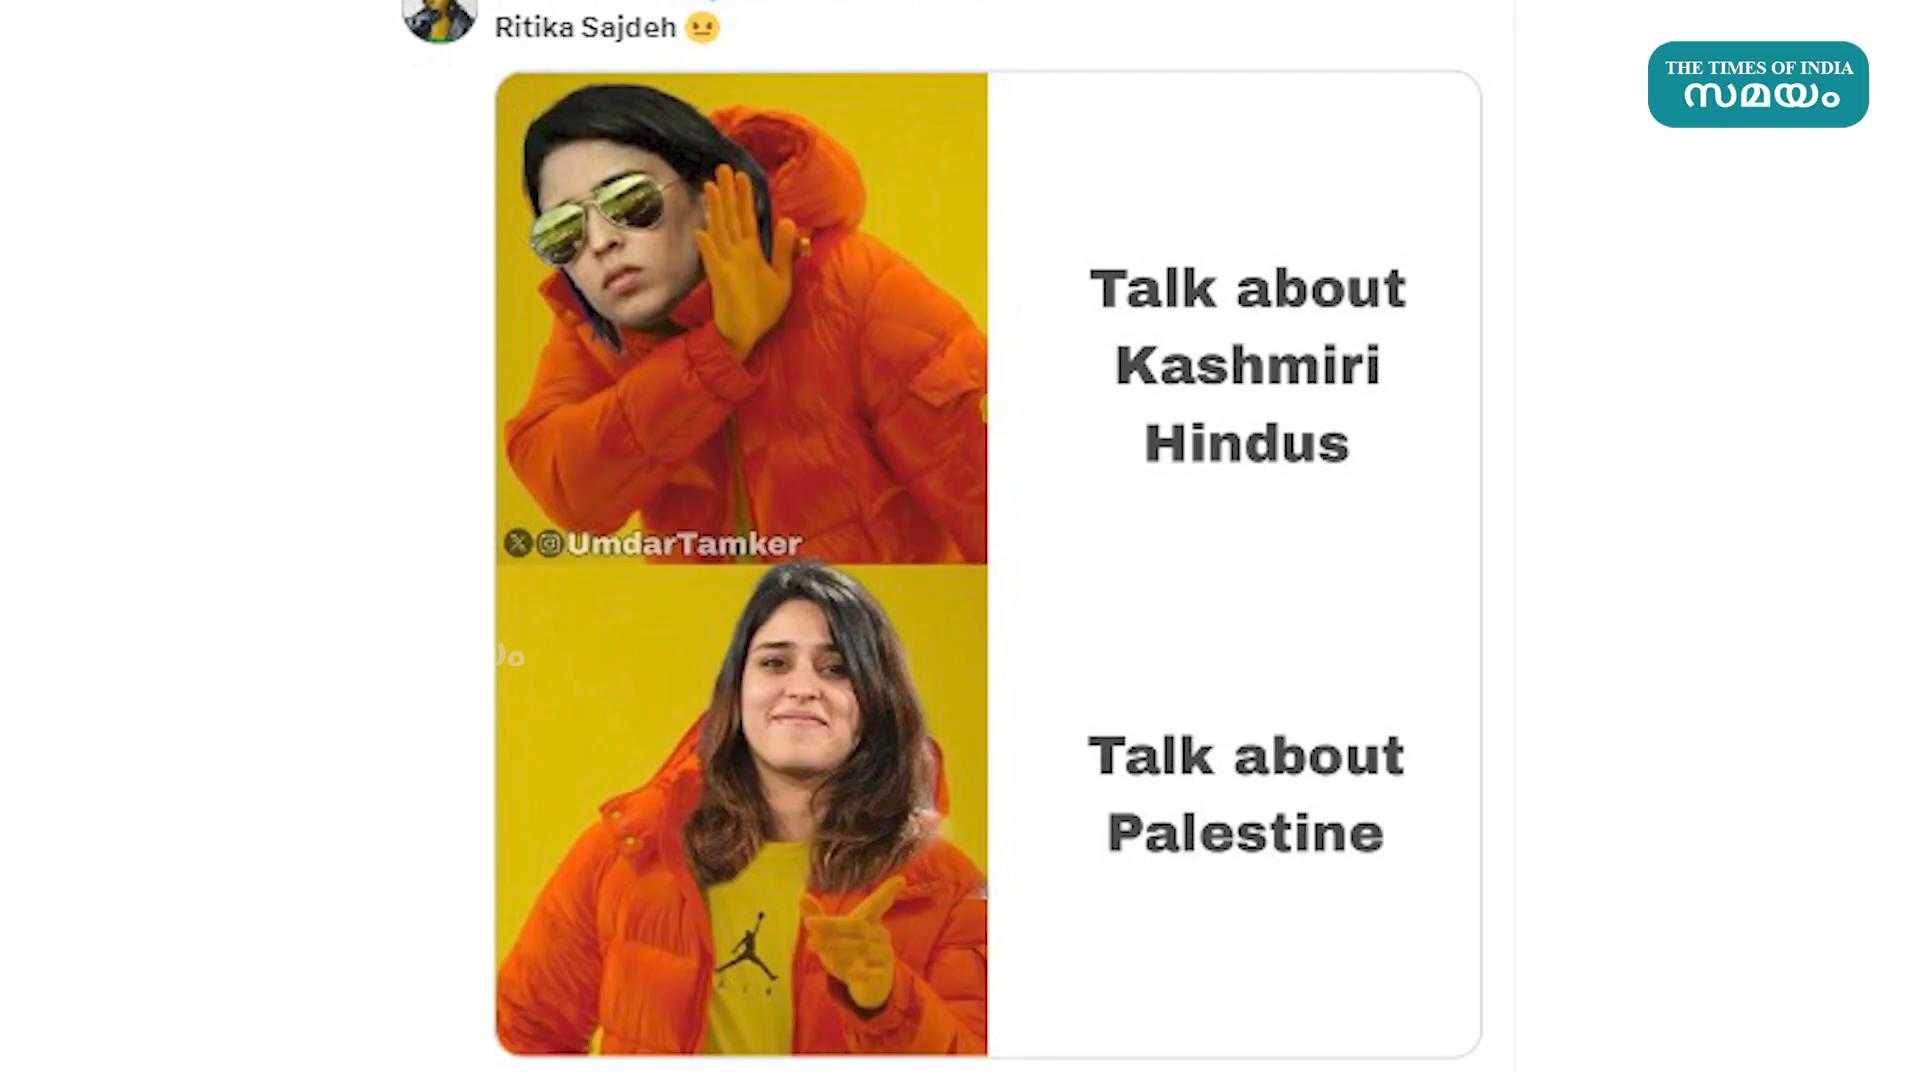 Ritika Sajdeh
THE TIMES OF INDIA
സമയം
Talk about
Kashmiri
Hindus
UmdarTamker
Talk about
Palestine